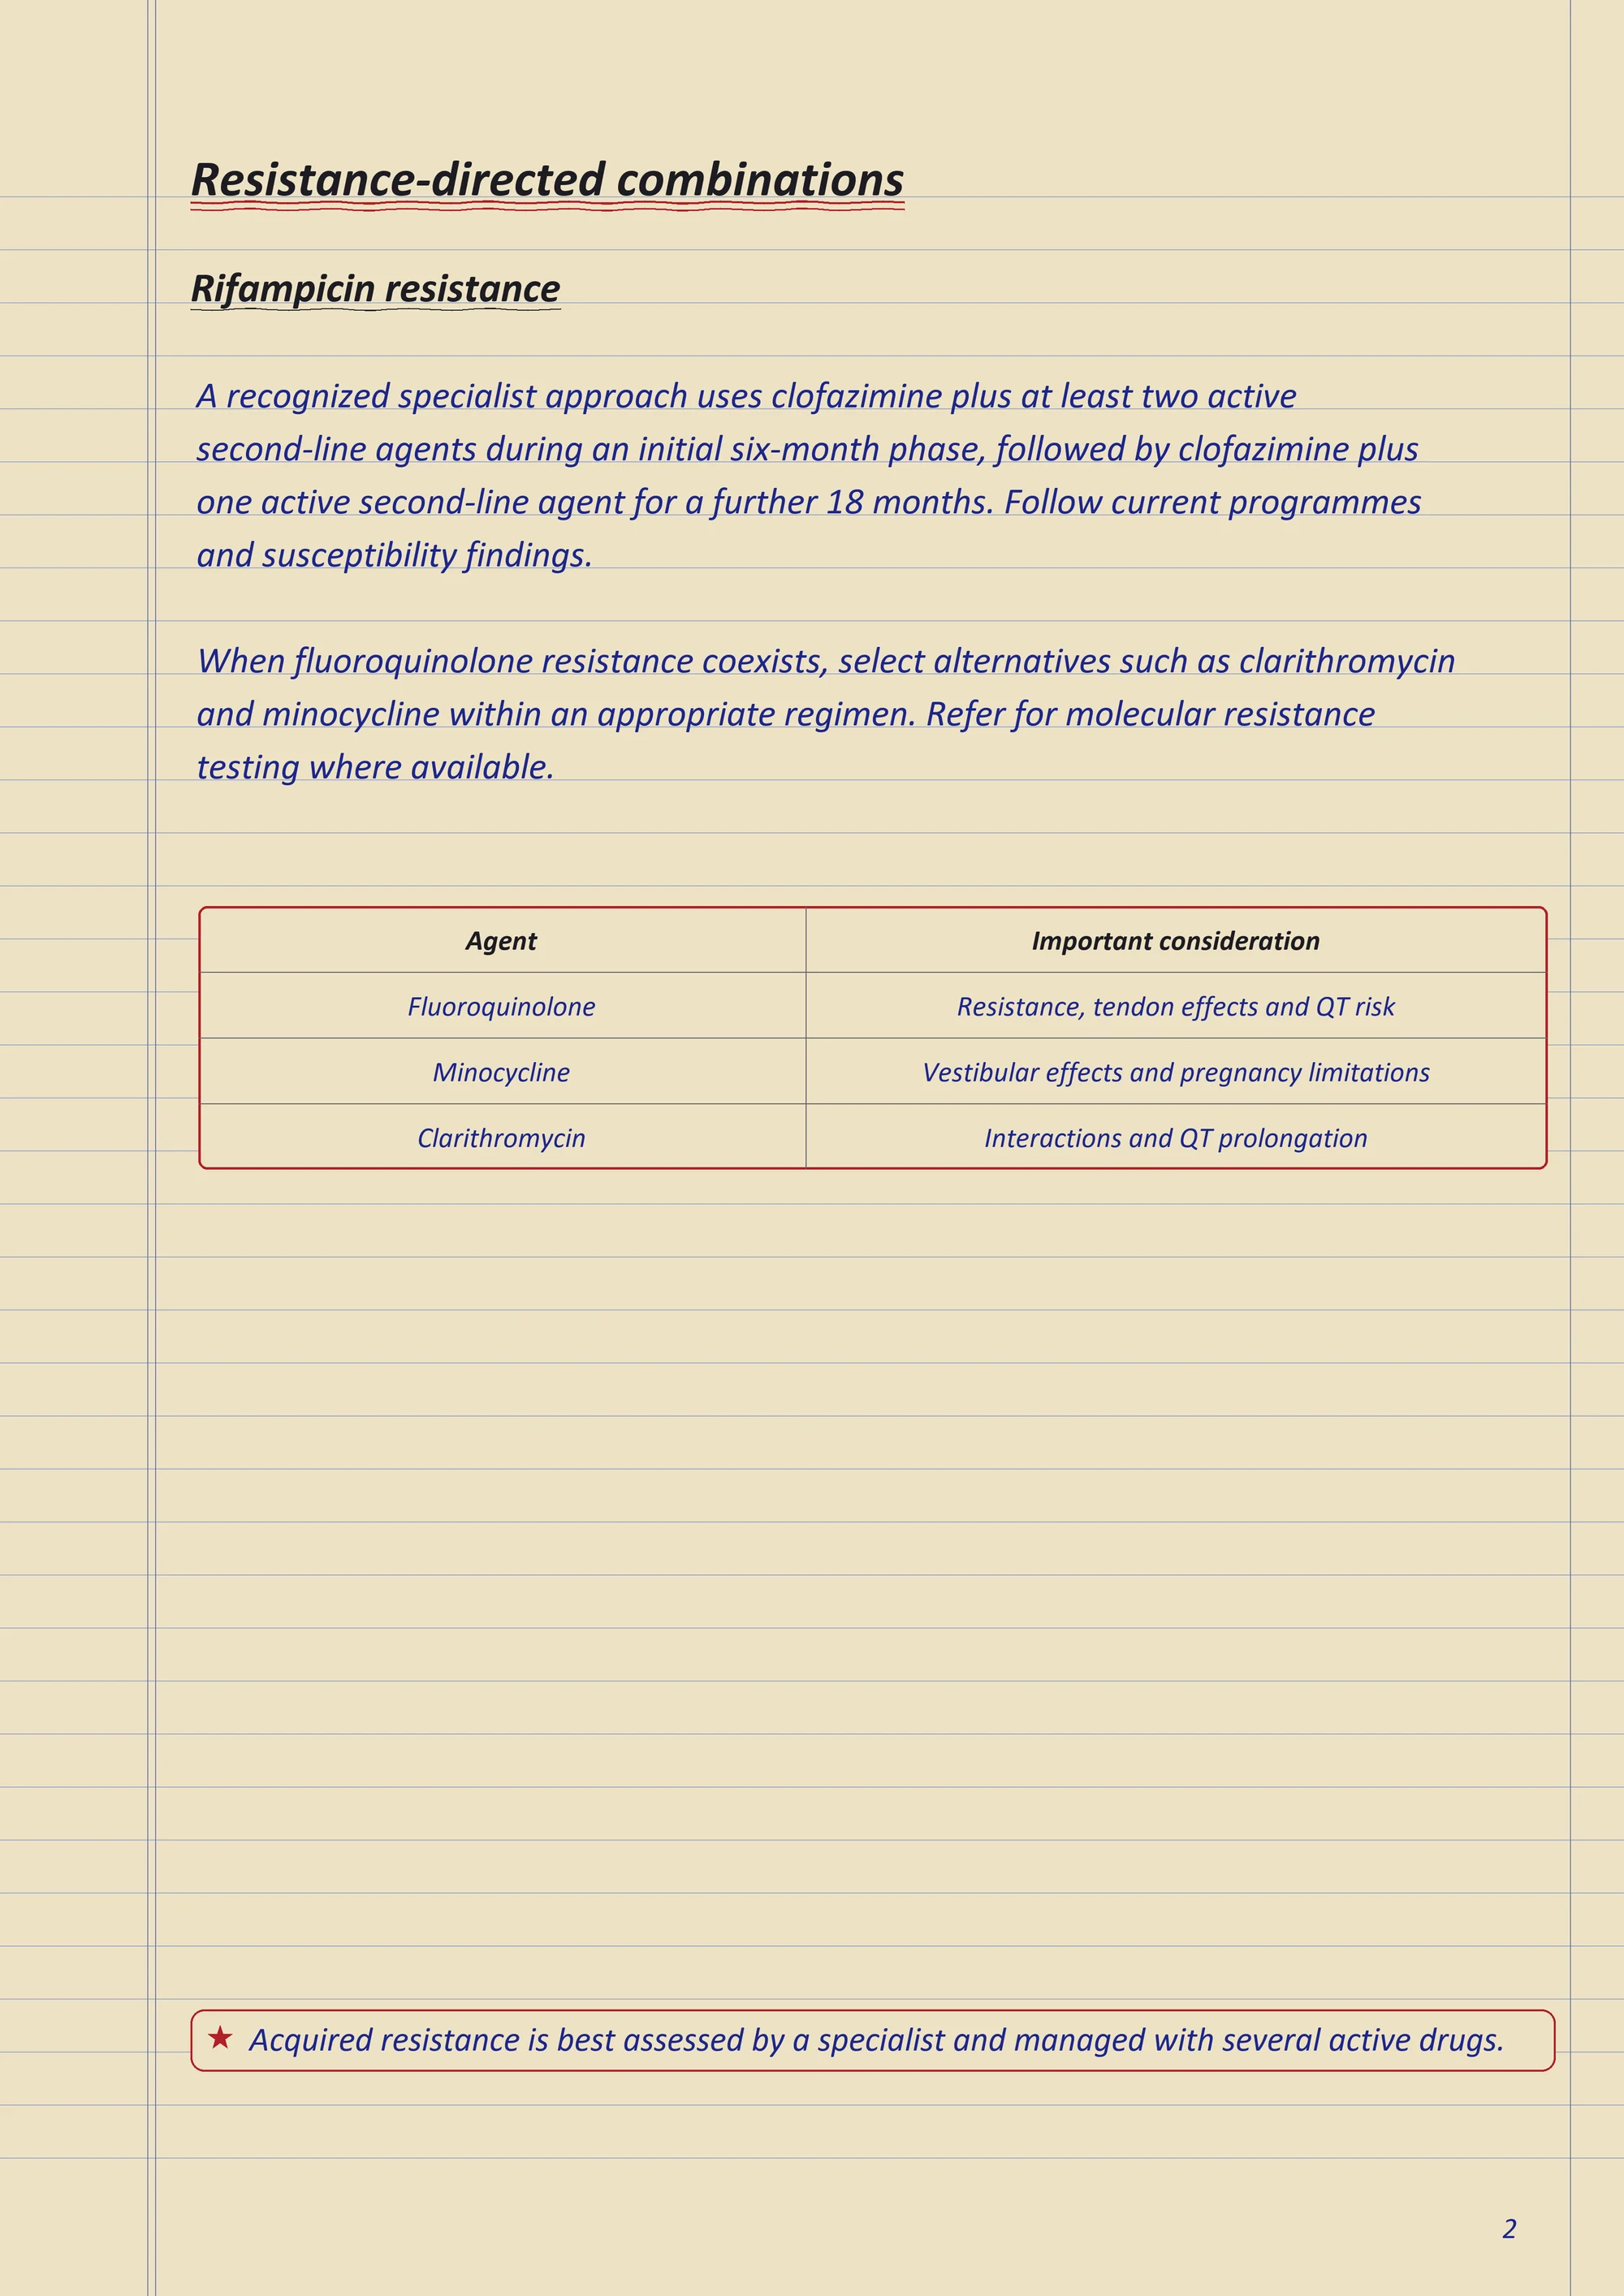 Resistance-directed combinations
Rifampicin resistance
A recognized specialist approach uses clofazimine plus at least two active
second-line agents during an initial six-month phase, followed by clofazimine plus
one active second-line agent for a further 18 months. Follow current programmes
and susceptibility findings.
When fluoroquinolone resistance coexists, select alternatives such as clarithromycin
and minocycline within an appropriate regimen. Refer for molecular resistance
testing where available.
Agent Important consideration
Fluoroquinolone Resistance, tendon effects and QT risk
Minocycline Vestibular effects and pregnancy limitations
Clarithromycin Interactions and QT prolongation
★ Acquired resistance is best assessed by a specialist and managed with several active drugs.
2